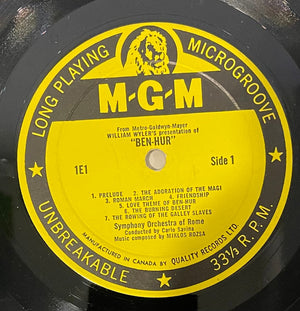 LONG PLAYING MICROGROOVE
M-G-M
From Metro-Goldwyn-Mayer
WILLIAM WYLER'S presentation of
"BEN-HUR"
1E1 Side 1
1. PRELUDE 2. THE ADORATION OF THE MAGI
3. ROMAN MARCH 4. FRIENDSHIP
5. LOVE THEME OF BEN-HUR
6. THE BURNING DESERT
7. THE ROWING OF THE GALLEY SLAVES
Symphony Orchestra of Rome
Conducted by Carlo Savina
Music composed by MIKLOS ROZSA
MANUFACTURED IN CANADA BY QUALITY RECORDS LTD.
UNBREAKABLE 33⅓ R.P.M.